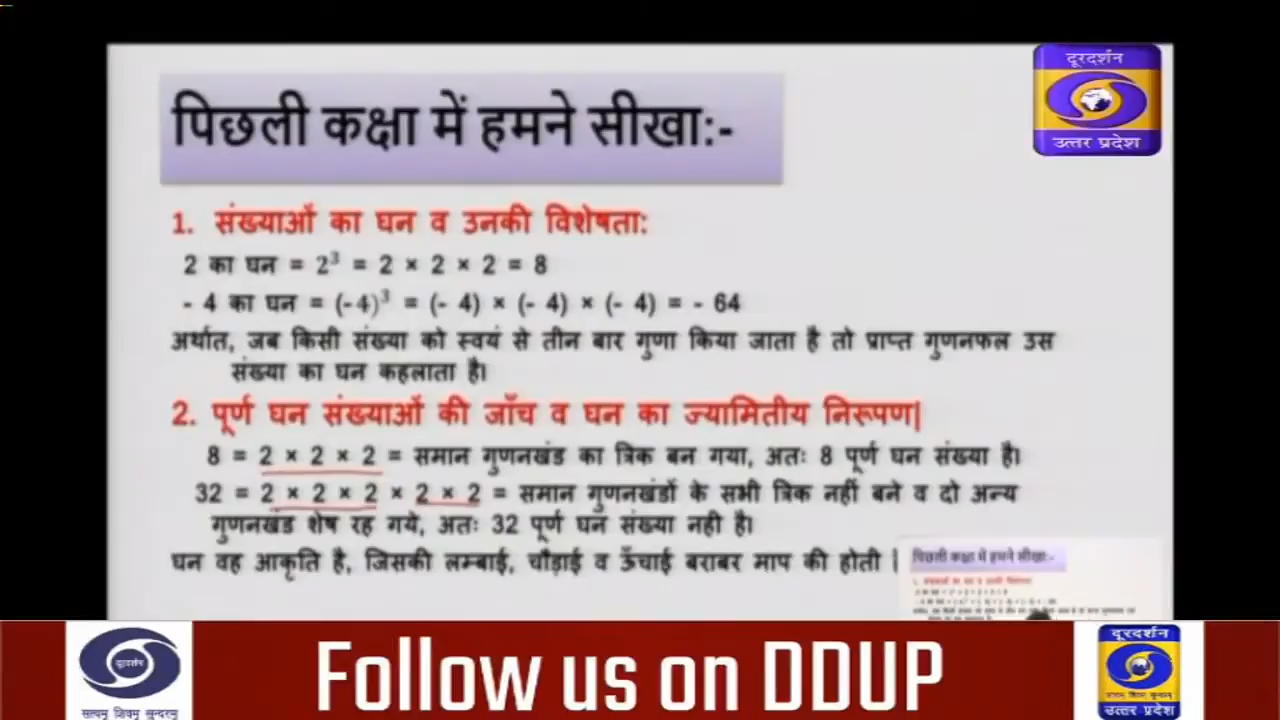 दूरदर्शन
उत्तर प्रदेश
पिछली कक्षा में हमने सीखा:-
1. संख्याओं का घन व उनकी विशेषता:
2 का घन = 2³ = 2 × 2 × 2 = 8
- 4 का घन = (-4)³ = (- 4) × (- 4) × (- 4) = - 64
अर्थात, जब किसी संख्या को स्वयं से तीन बार गुणा किया जाता है तो प्राप्त गुणनफल उस
संख्या का घन कहलाता है।
2. पूर्ण घन संख्याओं की जाँच व घन का ज्यामितीय निरूपण|
8 = 2 × 2 × 2 = समान गुणनखंड का त्रिक बन गया, अतः 8 पूर्ण घन संख्या है।
32 = 2 × 2 × 2 × 2 × 2 = समान गुणनखंडों के सभी त्रिक नहीं बने व दो अन्य
गुणनखंड शेष रह गये, अतः 32 पूर्ण घन संख्या नही है।
घन वह आकृति है, जिसकी लम्बाई, चौड़ाई व ऊँचाई बराबर माप की होती
पिछली कक्षा में हमने सीखा:-
दूरदर्शन
सत्यम् शिवम् सुन्दरम्
Follow us on DDUP
दूरदर्शन
सत्यम् शिवम् सुन्दरम्
उत्तर प्रदेश